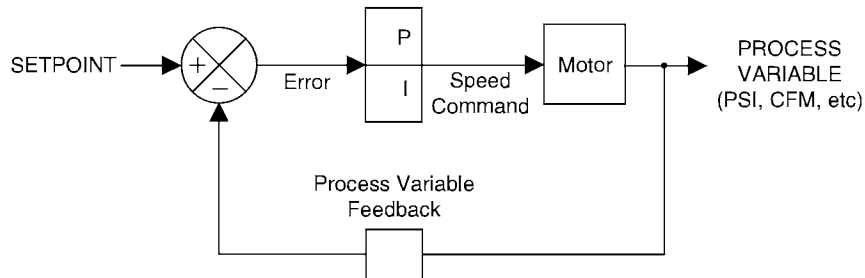 SETPOINT
+
−
Error
P
I
Speed
Command
Motor
PROCESS
VARIABLE
(PSI, CFM, etc)
Process Variable
Feedback